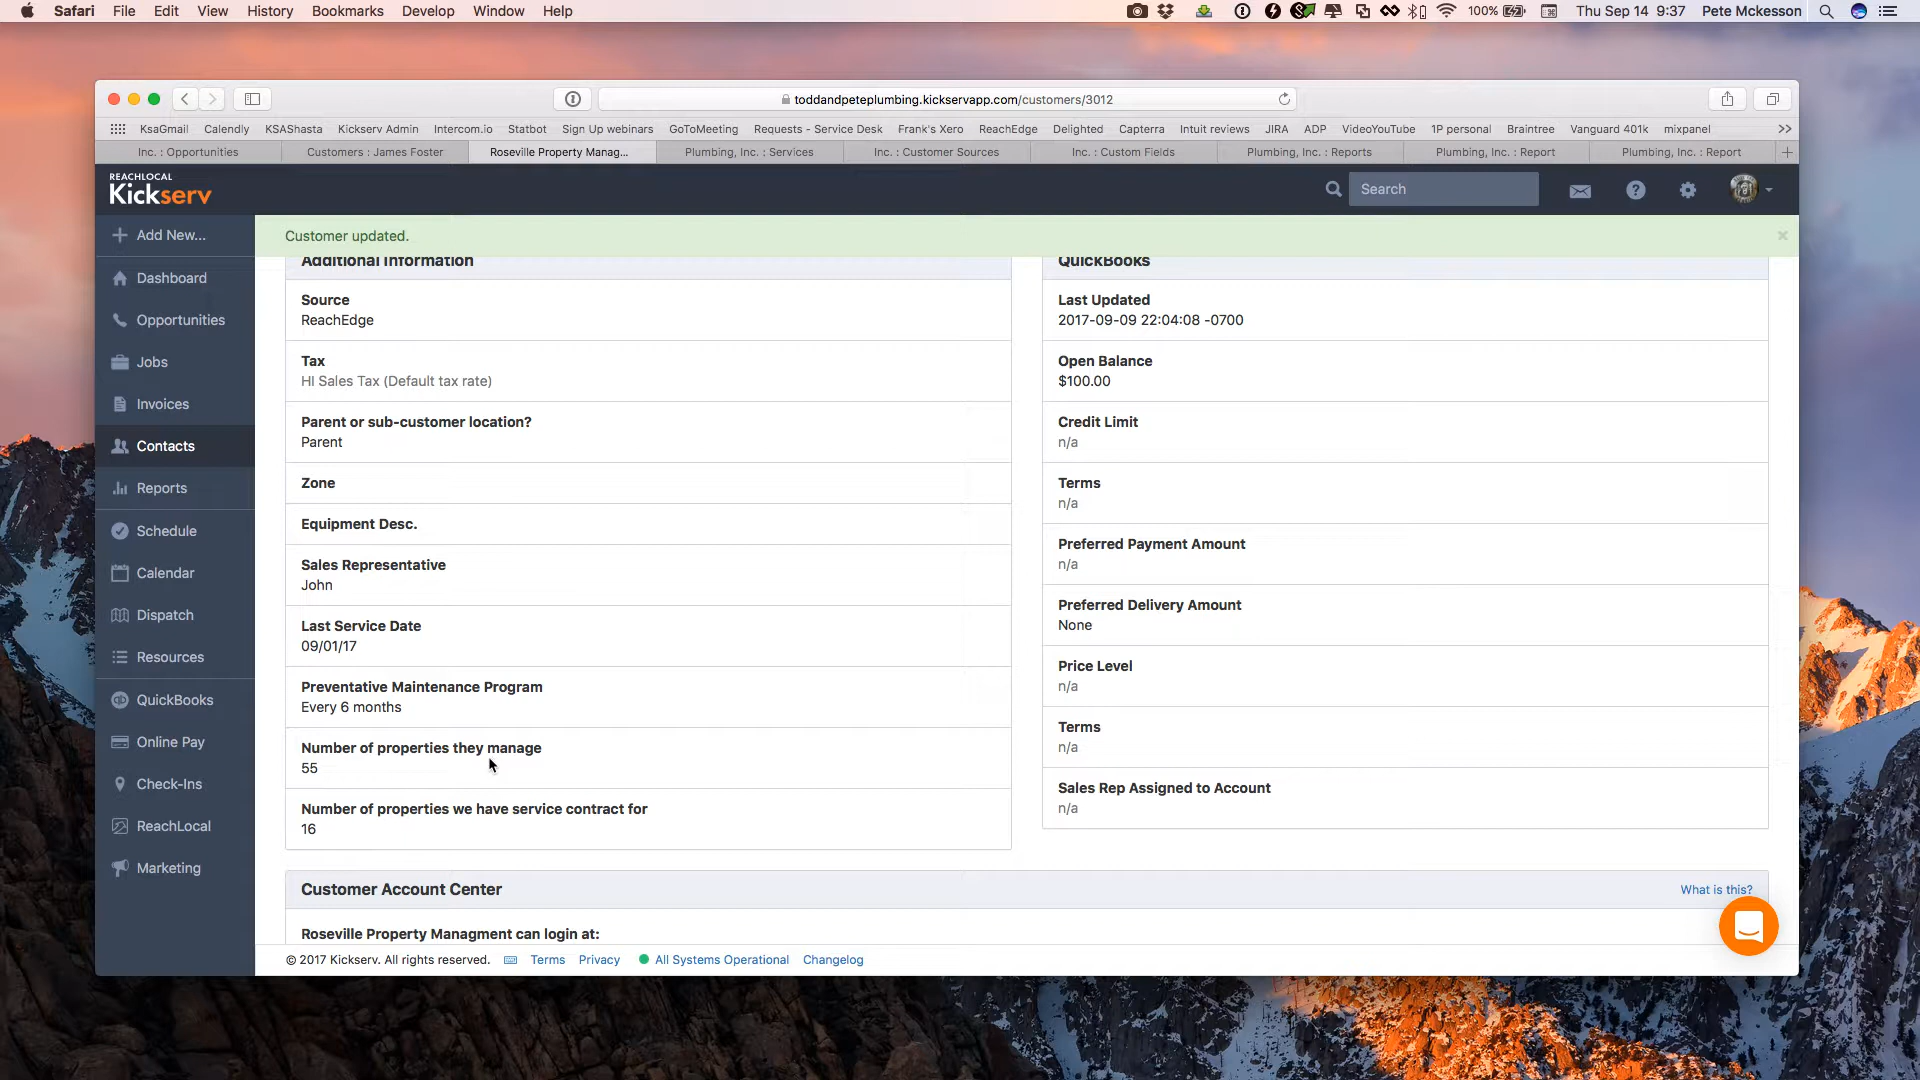 Safari File Edit View History Bookmarks Develop Window Help 100% Thu Sep 14 9:37 Pete Mckesson
toddandpeteplumbing.kickservapp.com/customers/3012
KsaGmail Calendly KSAShasta Kickserv Admin Intercom.io Statbot Sign Up webinars GoToMeeting Requests - Service Desk Frank's Xero ReachEdge Delighted Capterra Intuit reviews JIRA ADP VideoYouTube 1P personal Braintree Vanguard 401k mixpanel >>
Inc. : Opportunities Customers : James Foster Roseville Property Manag... Plumbing, Inc. : Services Inc. : Customer Sources Inc. : Custom Fields Plumbing, Inc. : Reports Plumbing, Inc. : Report Plumbing, Inc. : Report
REACHLOCAL
Kickserv
Search
Add New...
Dashboard
Opportunities
Jobs
Invoices
Contacts
Reports
Schedule
Calendar
Dispatch
Resources
QuickBooks
Online Pay
Check-Ins
ReachLocal
Marketing
Customer updated.
Additional Information
Source
ReachEdge
Tax
HI Sales Tax (Default tax rate)
Parent or sub-customer location?
Parent
Zone
Equipment Desc.
Sales Representative
John
Last Service Date
09/01/17
Preventative Maintenance Program
Every 6 months
Number of properties they manage
55
Number of properties we have service contract for
16
QuickBooks
Last Updated
2017-09-09 22:04:08 -0700
Open Balance
$100.00
Credit Limit
n/a
Terms
n/a
Preferred Payment Amount
n/a
Preferred Delivery Amount
None
Price Level
n/a
Terms
n/a
Sales Rep Assigned to Account
n/a
Customer Account Center What is this?
Roseville Property Managment can login at:
© 2017 Kickserv. All rights reserved. Terms Privacy All Systems Operational Changelog